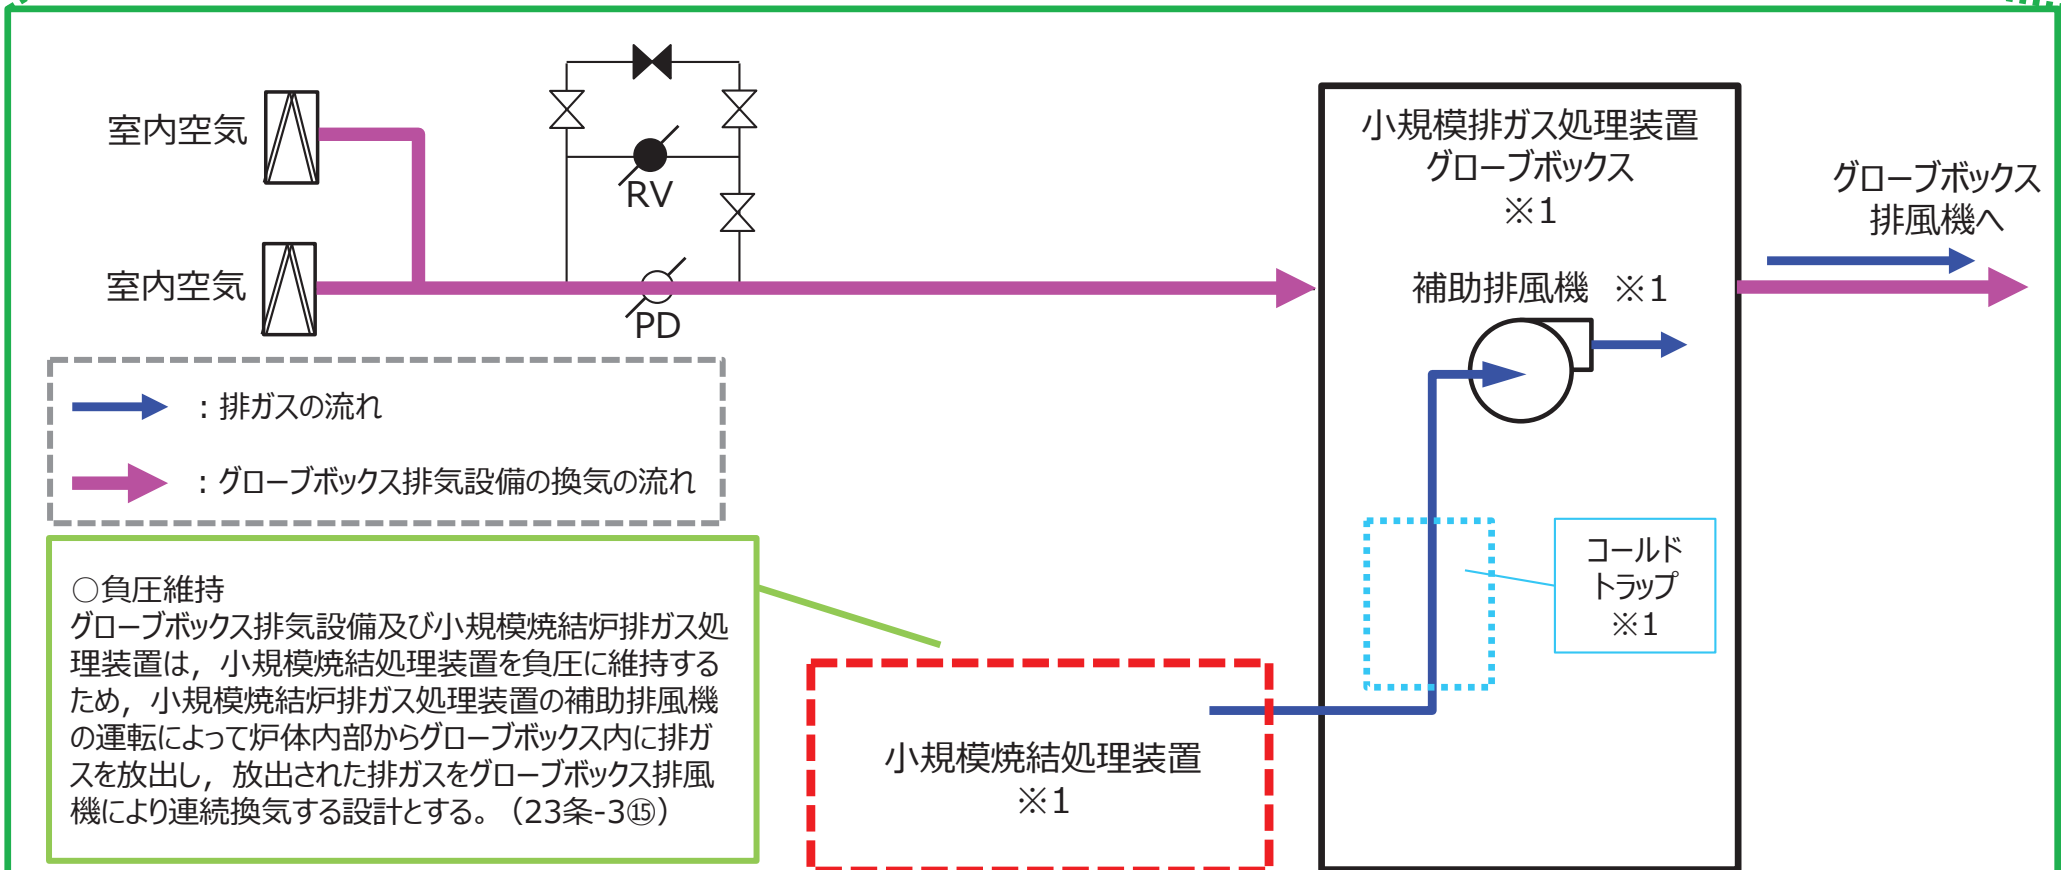 室内空気
RV
室内空気
PD
小規模排ガス処理装置
グローブボックス
※1
補助排風機 ※1
グローブボックス
排風機へ
：排ガスの流れ
：グローブボックス排気設備の換気の流れ
コールド
トラップ
※1
○負圧維持
グローブボックス排気設備及び小規模焼結炉排ガス処
理装置は，小規模焼結処理装置を負圧に維持する
ため，小規模焼結炉排ガス処理装置の補助排風機
の運転によって炉体内部からグローブボックス内に排ガ
スを放出し，放出された排ガスをグローブボックス排風
機により連続換気する設計とする。（23条-3⑮）
小規模焼結処理装置
※1